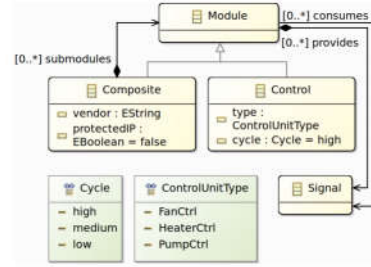 Module
[0..*] consumes
[0..*] provides
[0..*] submodules
Composite
vendor : EString
protectedIP :
EBoolean = false
Control
type :
ControlUnitType
cycle : Cycle = high
Cycle
high
medium
low
ControlUnitType
FanCtrl
HeaterCtrl
PumpCtrl
Signal